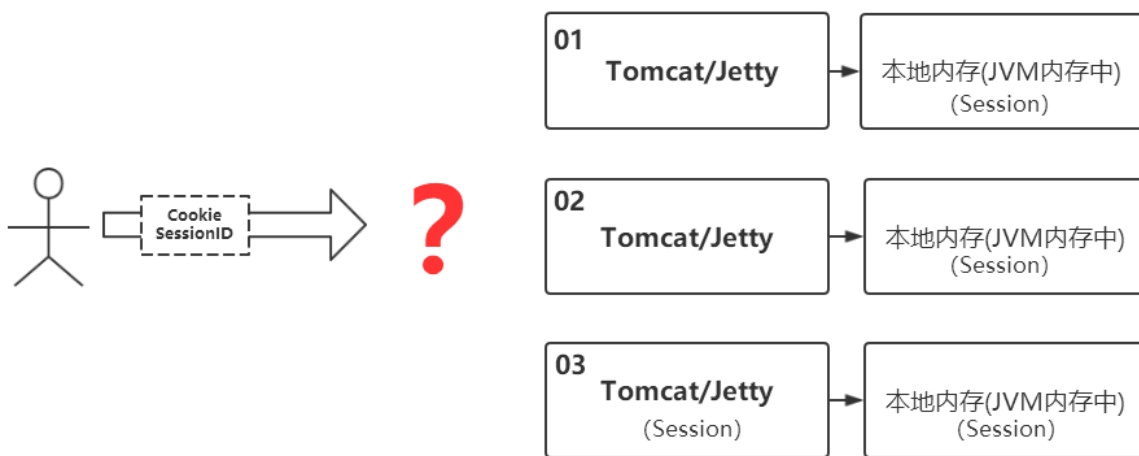 01
Tomcat/Jetty
本地内存(JVM内存中)
（Session）
Cookie
SessionID
?
02
Tomcat/Jetty
本地内存(JVM内存中)
（Session）
03
Tomcat/Jetty
（Session）
本地内存(JVM内存中)
（Session）